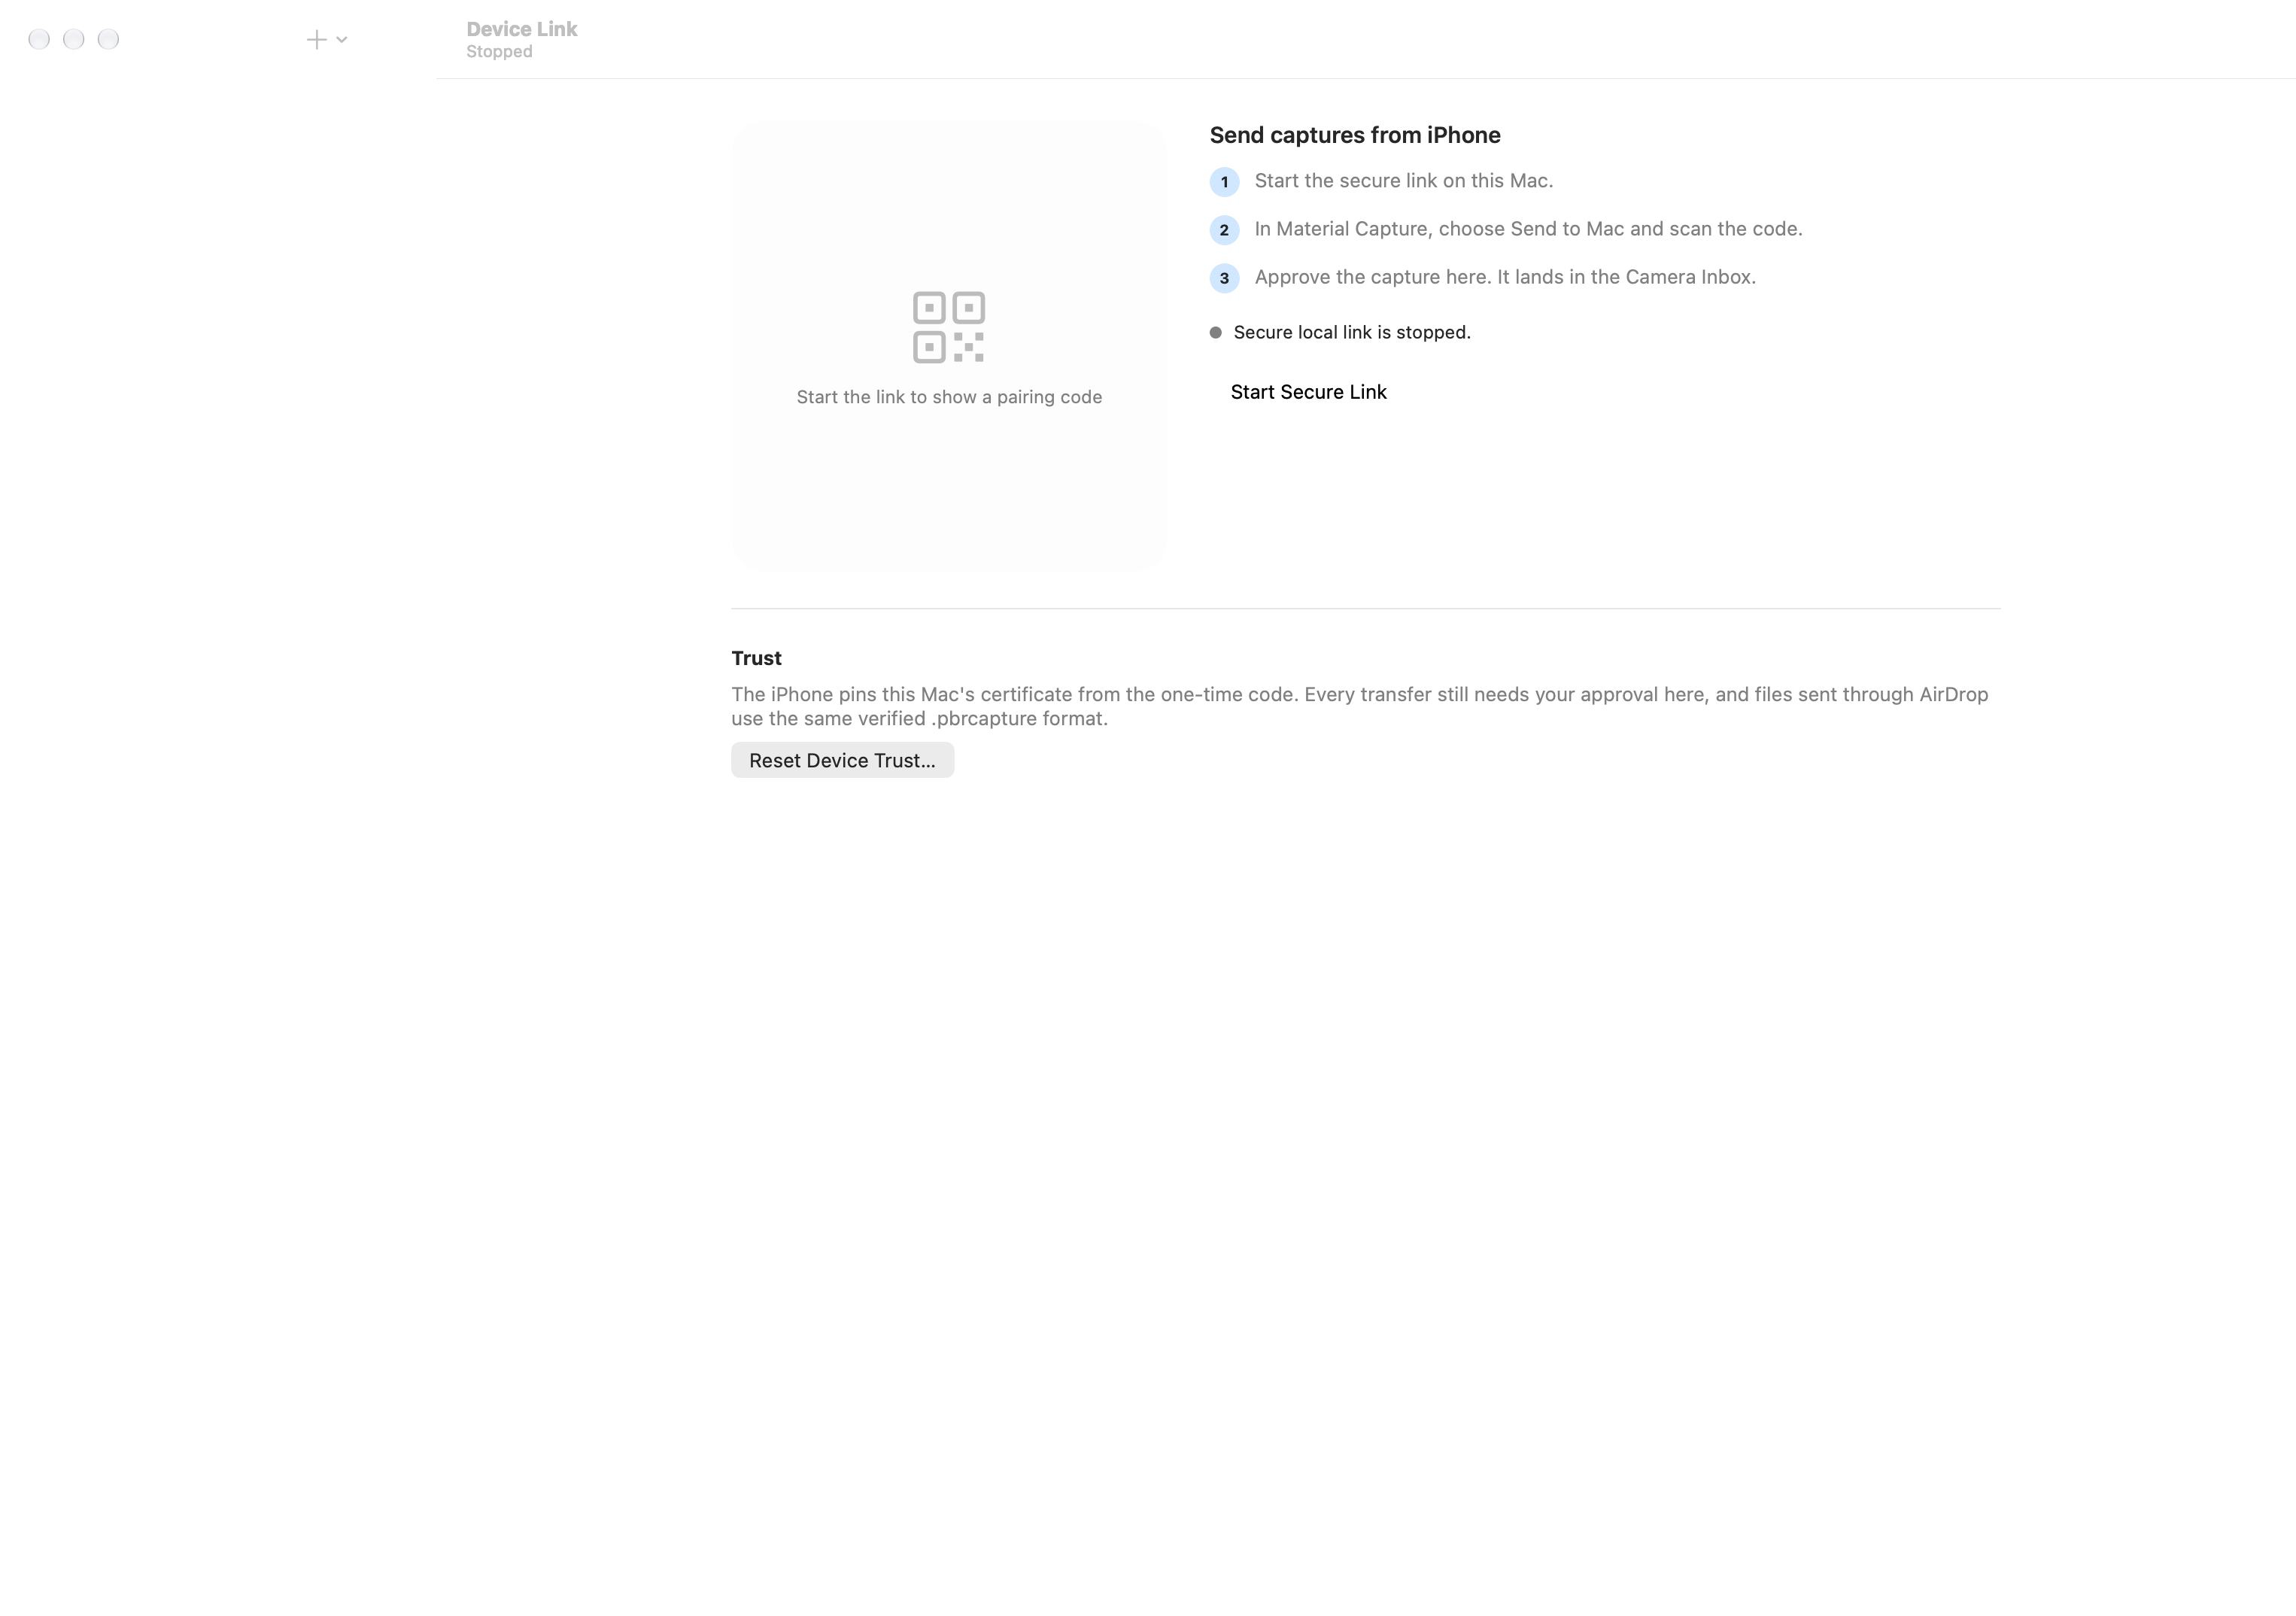 Device Link
Stopped
Send captures from iPhone
1 Start the secure link on this Mac.
2 In Material Capture, choose Send to Mac and scan the code.
3 Approve the capture here. It lands in the Camera Inbox.
Secure local link is stopped.
Start Secure Link
Start the link to show a pairing code
Trust
The iPhone pins this Mac's certificate from the one-time code. Every transfer still needs your approval here, and files sent through AirDrop
use the same verified .pbrcapture format.
Reset Device Trust...